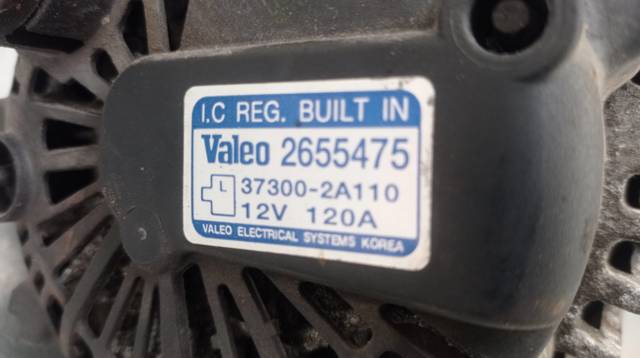 I.C REG. BUILT IN
Valeo 2655475
L 37300-2A110
12V 120A
VALEO ELECTRICAL SYSTEMS KOREA